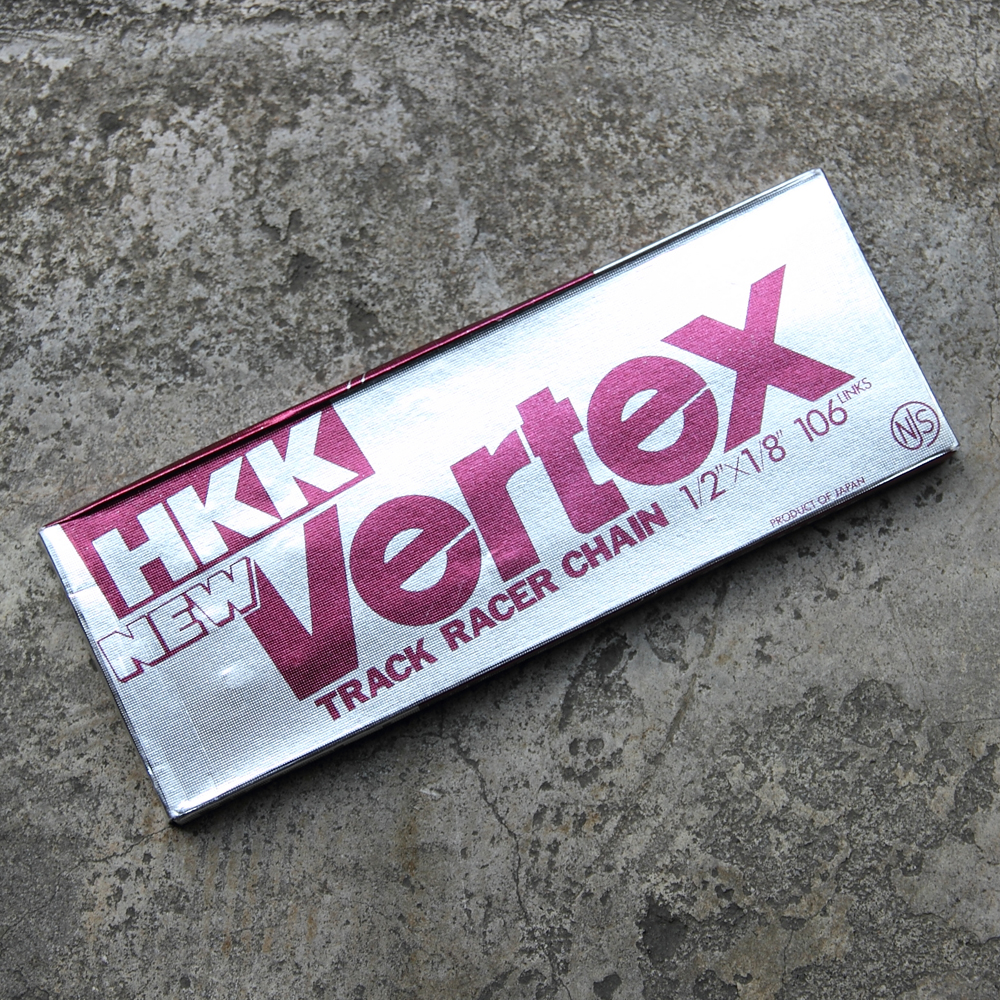 HKK
NEW Vertex
TRACK RACER CHAIN 1/2"X1/8" 106 LINKS
PRODUCT OF JAPAN
NJS